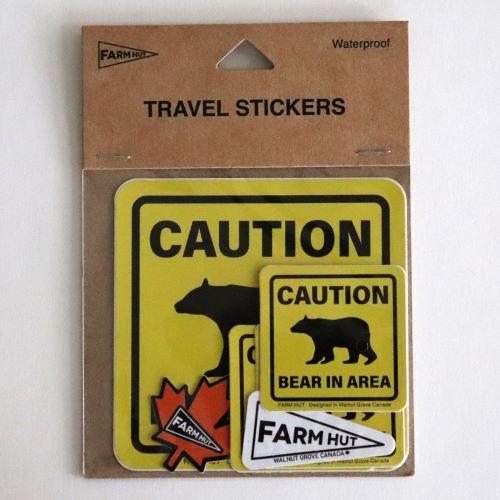 FARM HUT
Waterproof
TRAVEL STICKERS
CAUTION
CAUTION
BEAR IN AREA
FARM HUT Designed in Walnut Grove Canada
FARM HUT
FARM HUT
WALNUT GROVE CANADA